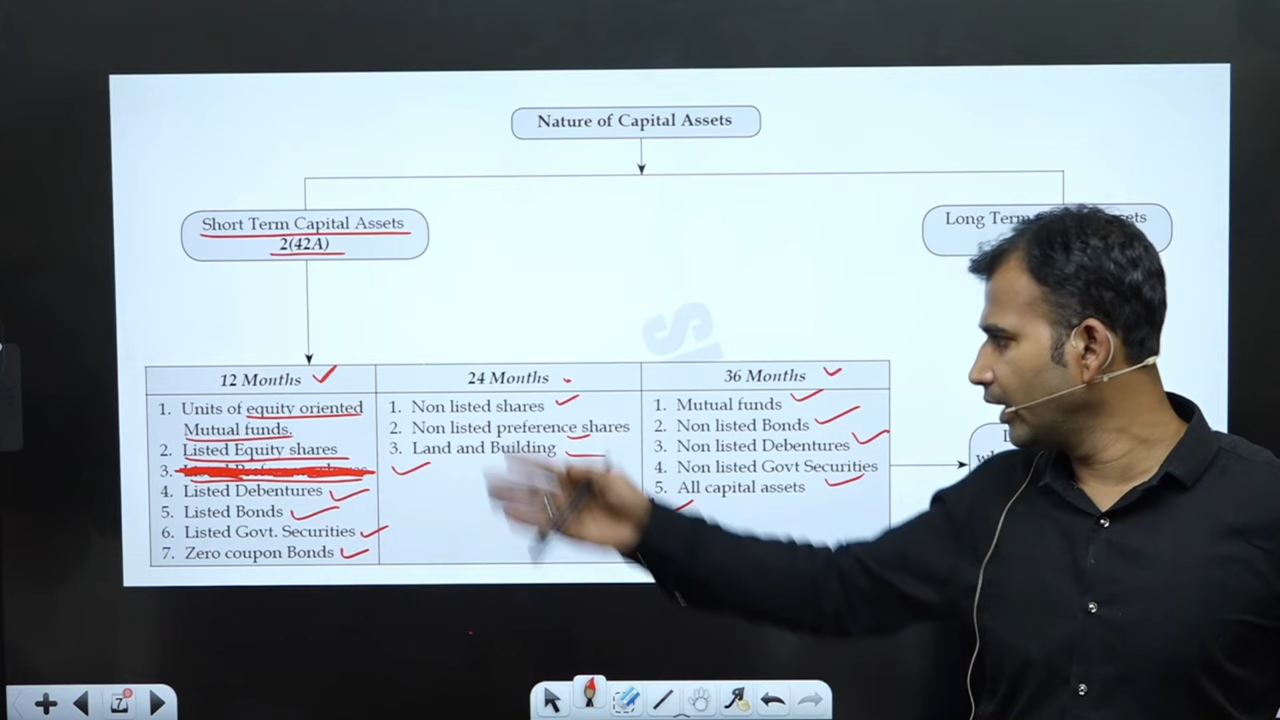 Nature of Capital Assets
Short Term Capital Assets
2(42A)
Long Term
12 Months
1. Units of equity oriented
Mutual funds.
2. Listed Equity shares
3.
4. Listed Debentures
5. Listed Bonds
6. Listed Govt. Securities
7. Zero coupon Bonds
24 Months
1. Non listed shares
2. Non listed preference shares
3. Land and Building
36 Months
1. Mutual funds
2. Non listed Bonds
3. Non listed Debentures
4. Non listed Govt Securities
5. All capital assets
7